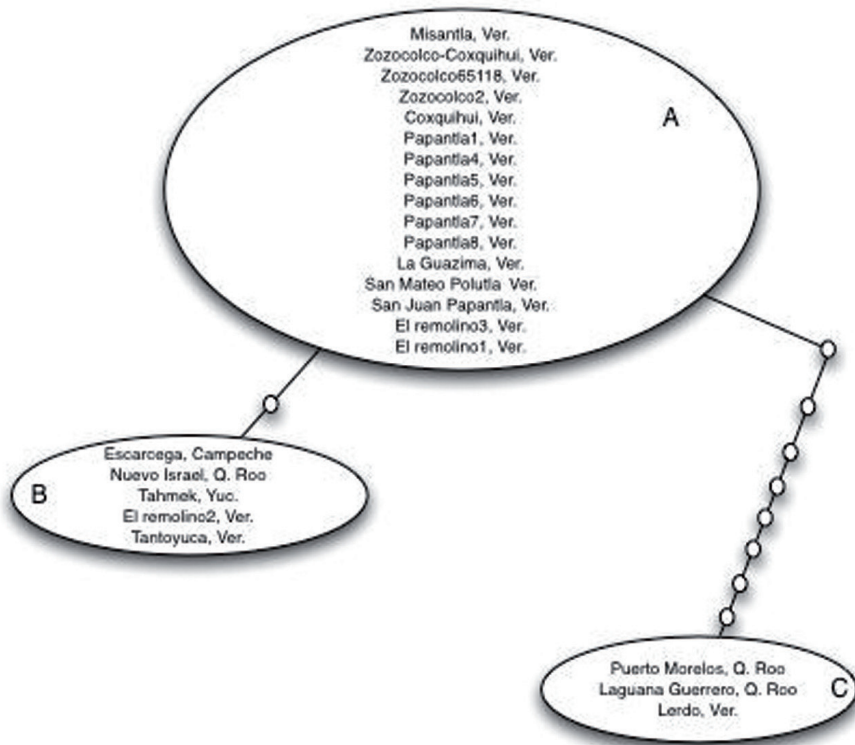 Misantla, Ver.
Zozocolco-Coxquihui, Ver.
Zozocolco65118, Ver.
Zozocolco2, Ver.
Coxquihui, Ver.
A
Papantla1, Ver.
Papantla4, Ver.
Papantla5, Ver.
Papantla6, Ver.
Papantla7, Ver.
Papantla8, Ver.
La Guazima, Ver.
San Mateo Polutla Ver.
San Juan Papantla, Ver.
El remolino3, Ver.
El remolino1, Ver.
B
Escarcega, Campeche
Nuevo Israel, Q. Roo
Tahmek, Yuc.
El remolino2, Ver.
Tantoyuca, Ver.
Puerto Morelos, Q. Roo
Laguana Guerrero, Q. Roo
Lerdo, Ver.
C